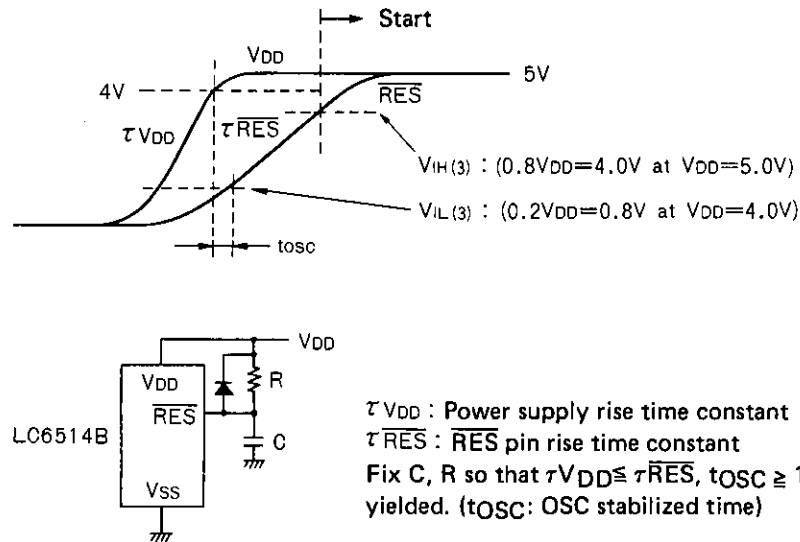 Start
VDD
5V
4V
RES
τVDD
τRES
VIH(3) : (0.8VDD=4.0V at VDD=5.0V)
VIL(3) : (0.2VDD=0.8V at VDD=4.0V)
tosc
VDD
VDD
R
RES
LC6514B
C
VSS
τVDD : Power supply rise time constant
τRES : RES pin rise time constant
Fix C, R so that τVDD≦ τRES, tOSC ≧ 1
yielded. (tOSC: OSC stabilized time)